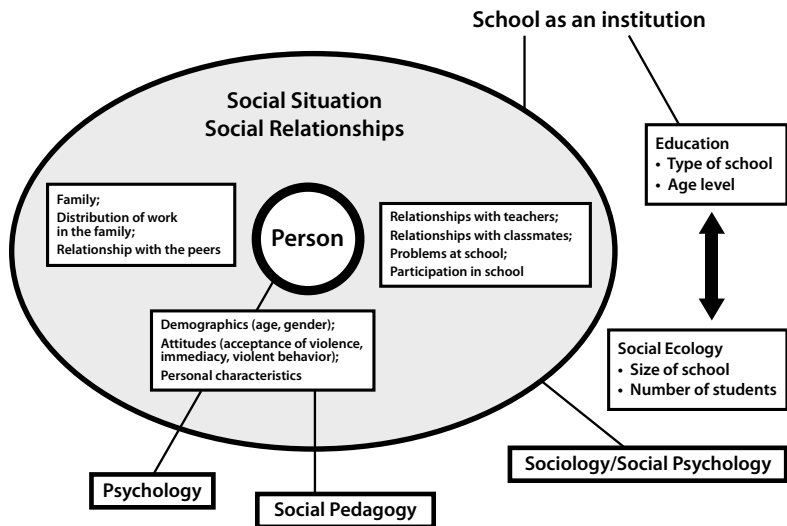 School as an institution
Social Situation
Social Relationships
Education
• Type of school
• Age level
Family;
Distribution of work
in the family;
Relationship with the peers
Person
Relationships with teachers;
Relationships with classmates;
Problems at school;
Participation in school
Demographics (age, gender);
Attitudes (acceptance of violence,
immediacy, violent behavior);
Personal characteristics
Social Ecology
• Size of school
• Number of students
Sociology/Social Psychology
Psychology
Social Pedagogy